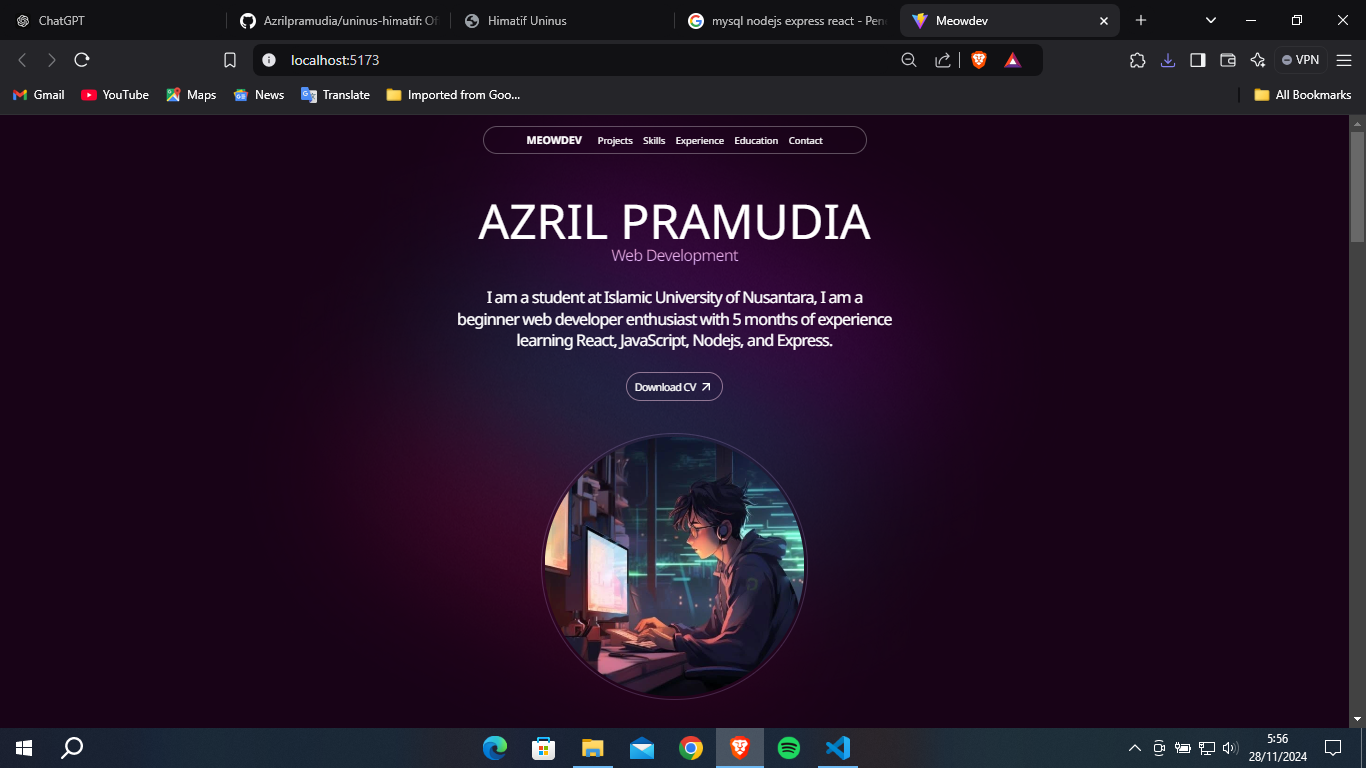 ChatGPT
Azrilpramudia/uninus-himatif: Of
Himatif Uninus
mysql nodejs express react - Pene
Meowdev
localhost:5173
VPN
Gmail
YouTube
Maps
News
Translate
Imported from Goo...
All Bookmarks
MEOWDEV Projects Skills Experience Education Contact
AZRIL PRAMUDIA
Web Development
I am a student at Islamic University of Nusantara, I am a
beginner web developer enthusiast with 5 months of experience
learning React, JavaScript, Nodejs, and Express.
Download CV
5:56
28/11/2024